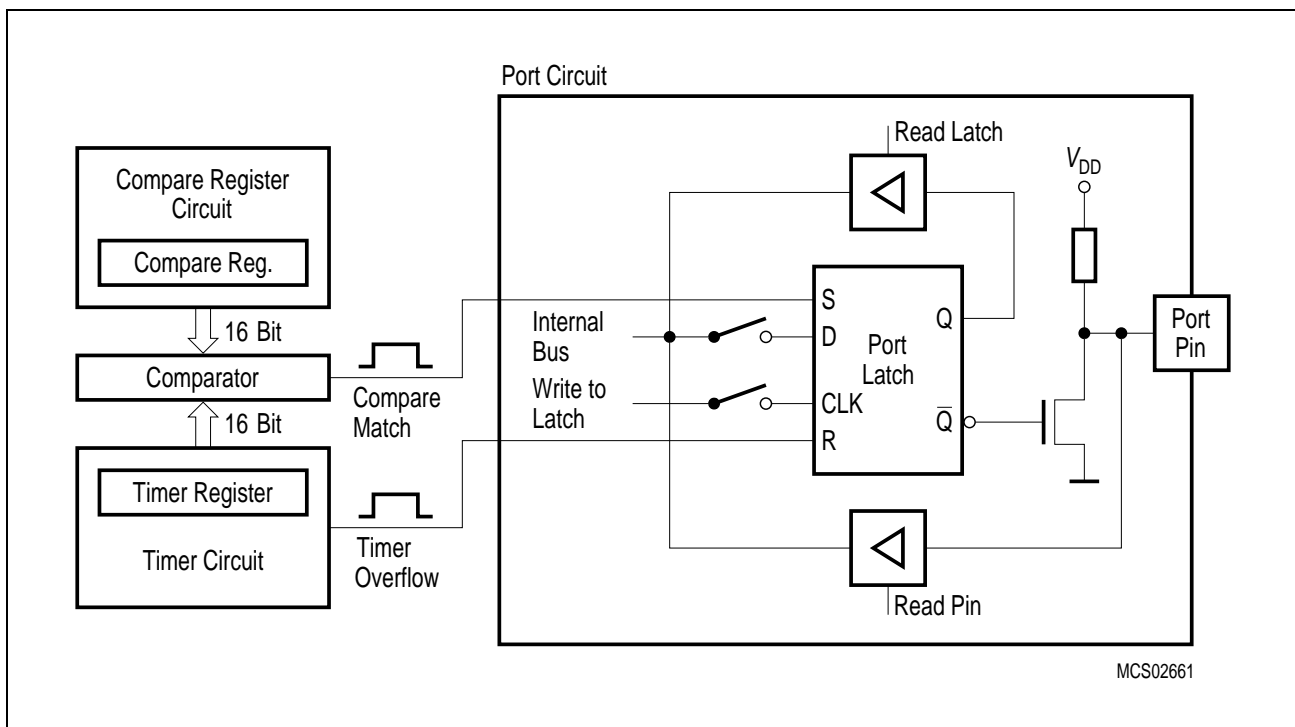 Port Circuit
Compare Register
Circuit
Compare Reg.
16 Bit
Comparator
16 Bit
Timer Register
Timer Circuit
Compare
Match
Timer
Overflow
Read Latch
V_DD
Internal
Bus
Write to
Latch
S
D
CLK
R
Port
Latch
Q
Q̅
Port
Pin
Read Pin
MCS02661